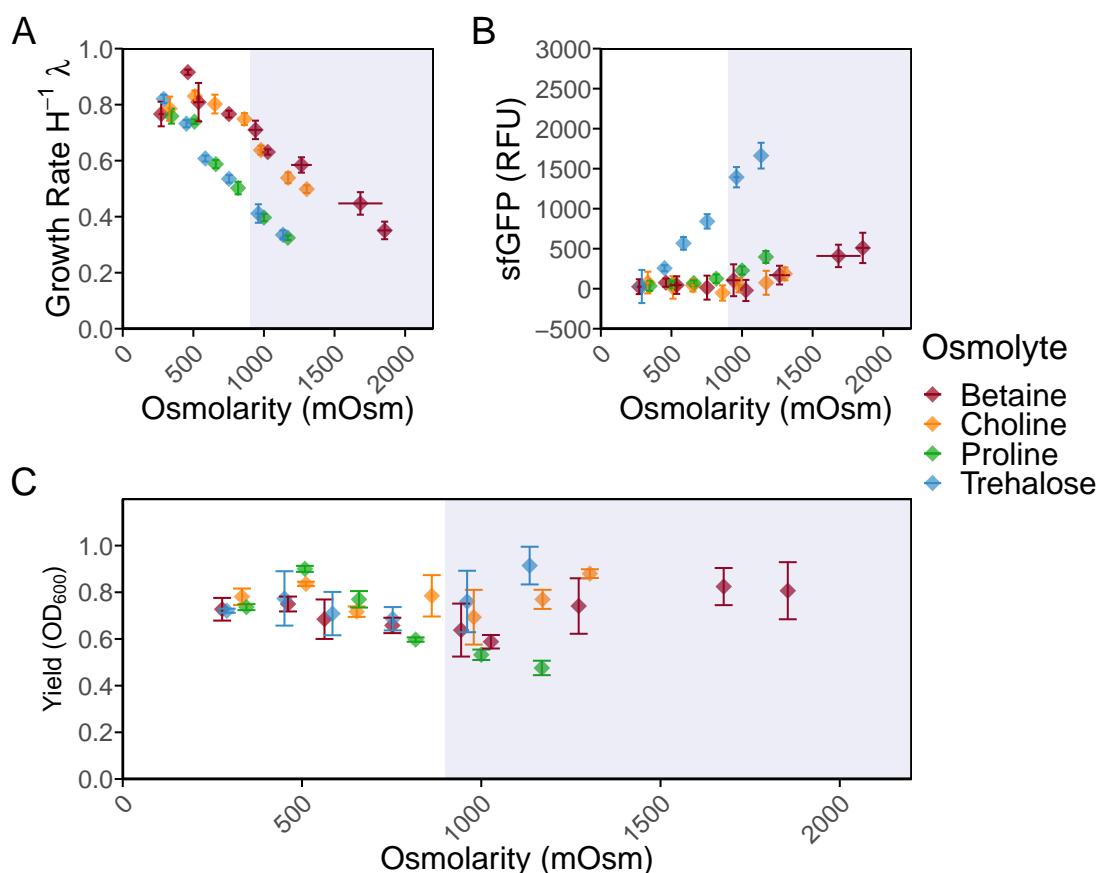 A
Growth Rate H⁻¹ λ
1.0
0.8
0.6
0.4
0.2
0.0
0
500
1000
1500
2000
Osmolarity (mOsm)
B
sfGFP (RFU)
3000
2500
2000
1500
1000
500
0
−500
0
500
1000
1500
2000
Osmolarity (mOsm)
Osmolyte
Betaine
Choline
Proline
Trehalose
C
Yield (OD₆₀₀)
1.0
0.8
0.6
0.4
0.2
0.0
0
500
1000
1500
2000
Osmolarity (mOsm)